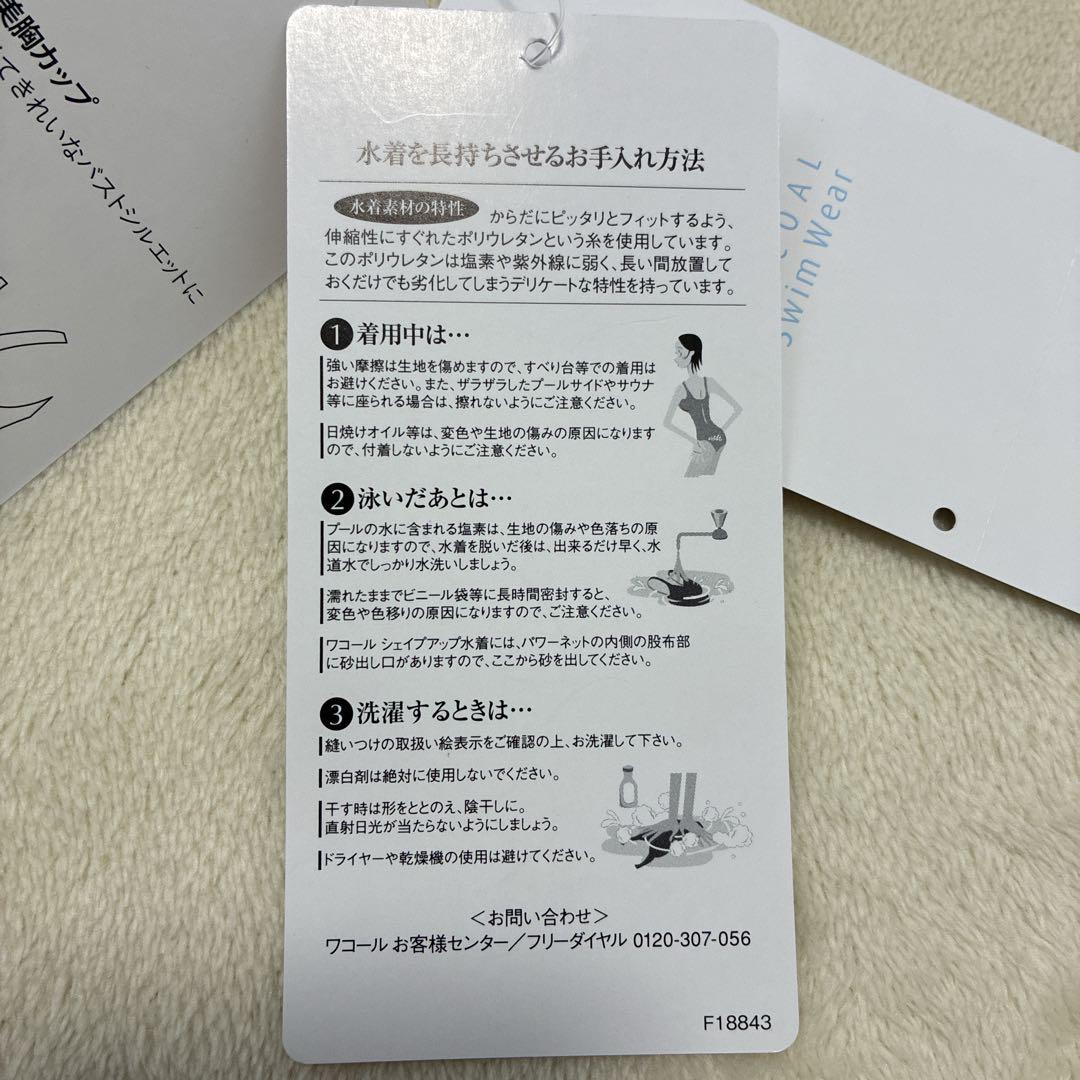 美胸カップ
てきれいなバストシルエットに
水着を長持ちさせるお手入れ方法
水着素材の特性 からだにピッタリとフィットするよう、
伸縮性にすぐれたポリウレタンという糸を使用しています。
このポリウレタンは塩素や紫外線に弱く、長い間放置して
おくだけでも劣化してしまうデリケートな特性を持っています。
1 着用中は…
強い摩擦は生地を傷めますので、すべり台等での着用は
お避けください。また、ザラザラしたプールサイドやサウナ
等に座られる場合は、擦れないようにご注意ください。
日焼けオイル等は、変色や生地の傷みの原因になります
ので、付着しないようにご注意ください。
2 泳いだあとは…
プールの水に含まれる塩素は、生地の傷みや色落ちの原
因になりますので、水着を脱いだ後は、出来るだけ早く、水
道水でしっかり水洗いしましょう。
濡れたままでビニール袋等に長時間密封すると、
変色や色移りの原因になりますので、ご注意ください。
ワコール シェイプアップ水着には、パワーネットの内側の股布部
に砂出し口がありますので、ここから砂を出してください。
3 洗濯するときは…
縫いつけの取扱い絵表示をご確認の上、お洗濯して下さい。
漂白剤は絶対に使用しないでください。
干す時は形をととのえ、陰干しに。
直射日光が当たらないようにしましょう。
ドライヤーや乾燥機の使用は避けてください。
＜お問い合わせ＞
ワコール お客様センター／フリーダイヤル 0120-307-056
F18843
COAL
Swim Wear